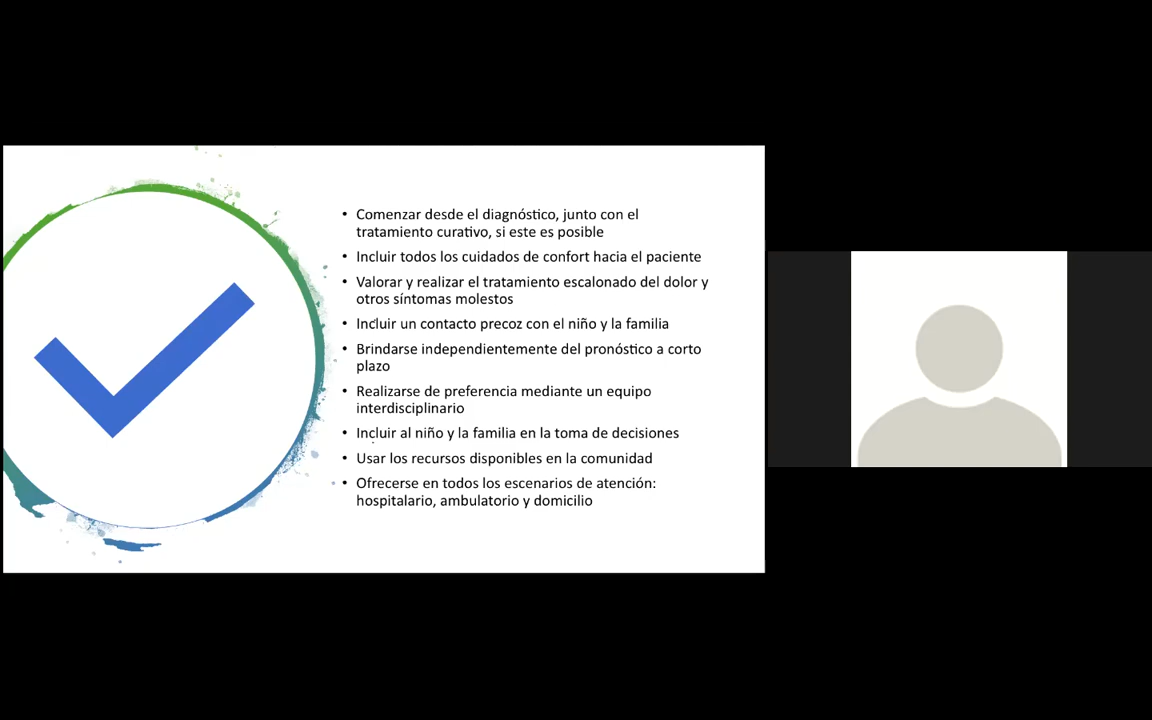 • Comenzar desde el diagnóstico, junto con el
tratamiento curativo, si este es posible
• Incluir todos los cuidados de confort hacia el paciente
• Valorar y realizar el tratamiento escalonado del dolor y
otros síntomas molestos
• Incluir un contacto precoz con el niño y la familia
• Brindarse independientemente del pronóstico a corto
plazo
• Realizarse de preferencia mediante un equipo
interdisciplinario
• Incluir al niño y la familia en la toma de decisiones
• Usar los recursos disponibles en la comunidad
• Ofrecerse en todos los escenarios de atención:
hospitalario, ambulatorio y domicilio